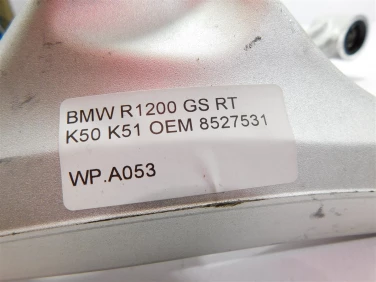 BMW R1200 GS RT
K50 K51 OEM 8527531
WP.A053